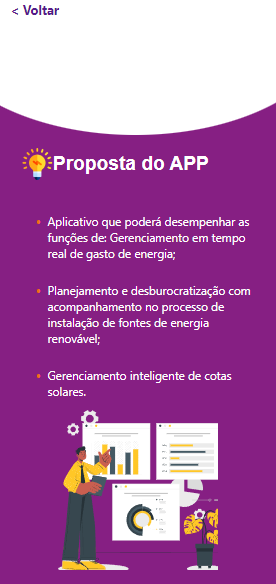 < Voltar
Proposta do APP
• Aplicativo que poderá desempenhar as
funções de: Gerenciamento em tempo
real de gasto de energia;
• Planejamento e desburocratização com
acompanhamento no processo de
instalação de fontes de energia
renovável;
• Gerenciamento inteligente de cotas
solares.